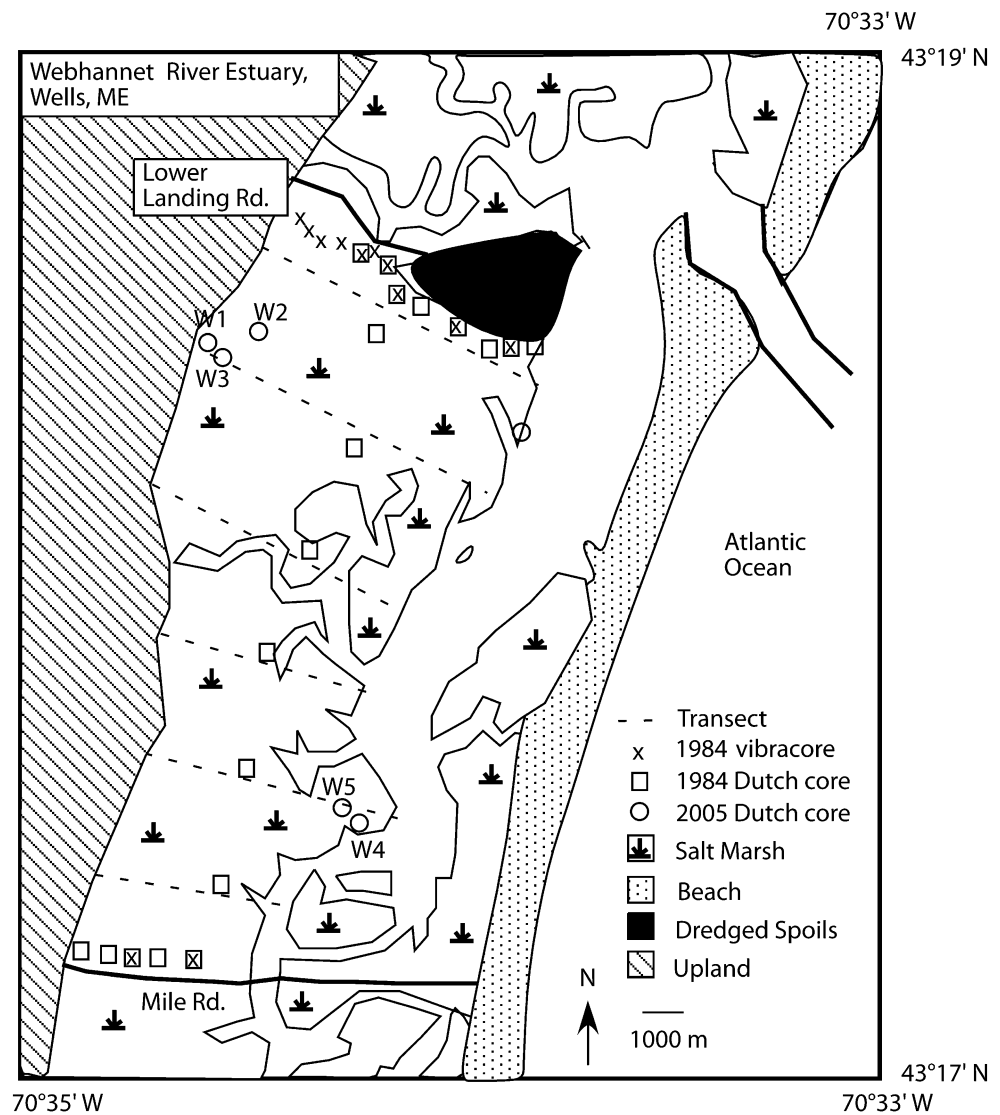 70°33' W
43°19' N
Webhannet River Estuary,
Wells, ME
Lower
Landing Rd.
x
x
x
x
x
x
x
x
x
x
W1
W2
W3
Atlantic
Ocean
Transect
x 1984 vibracore
1984 Dutch core
W5
2005 Dutch core
W4
Salt Marsh
Beach
Dredged Spoils
Upland
x
x
N
Mile Rd.
1000 m
43°17' N
70°35' W
70°33' W